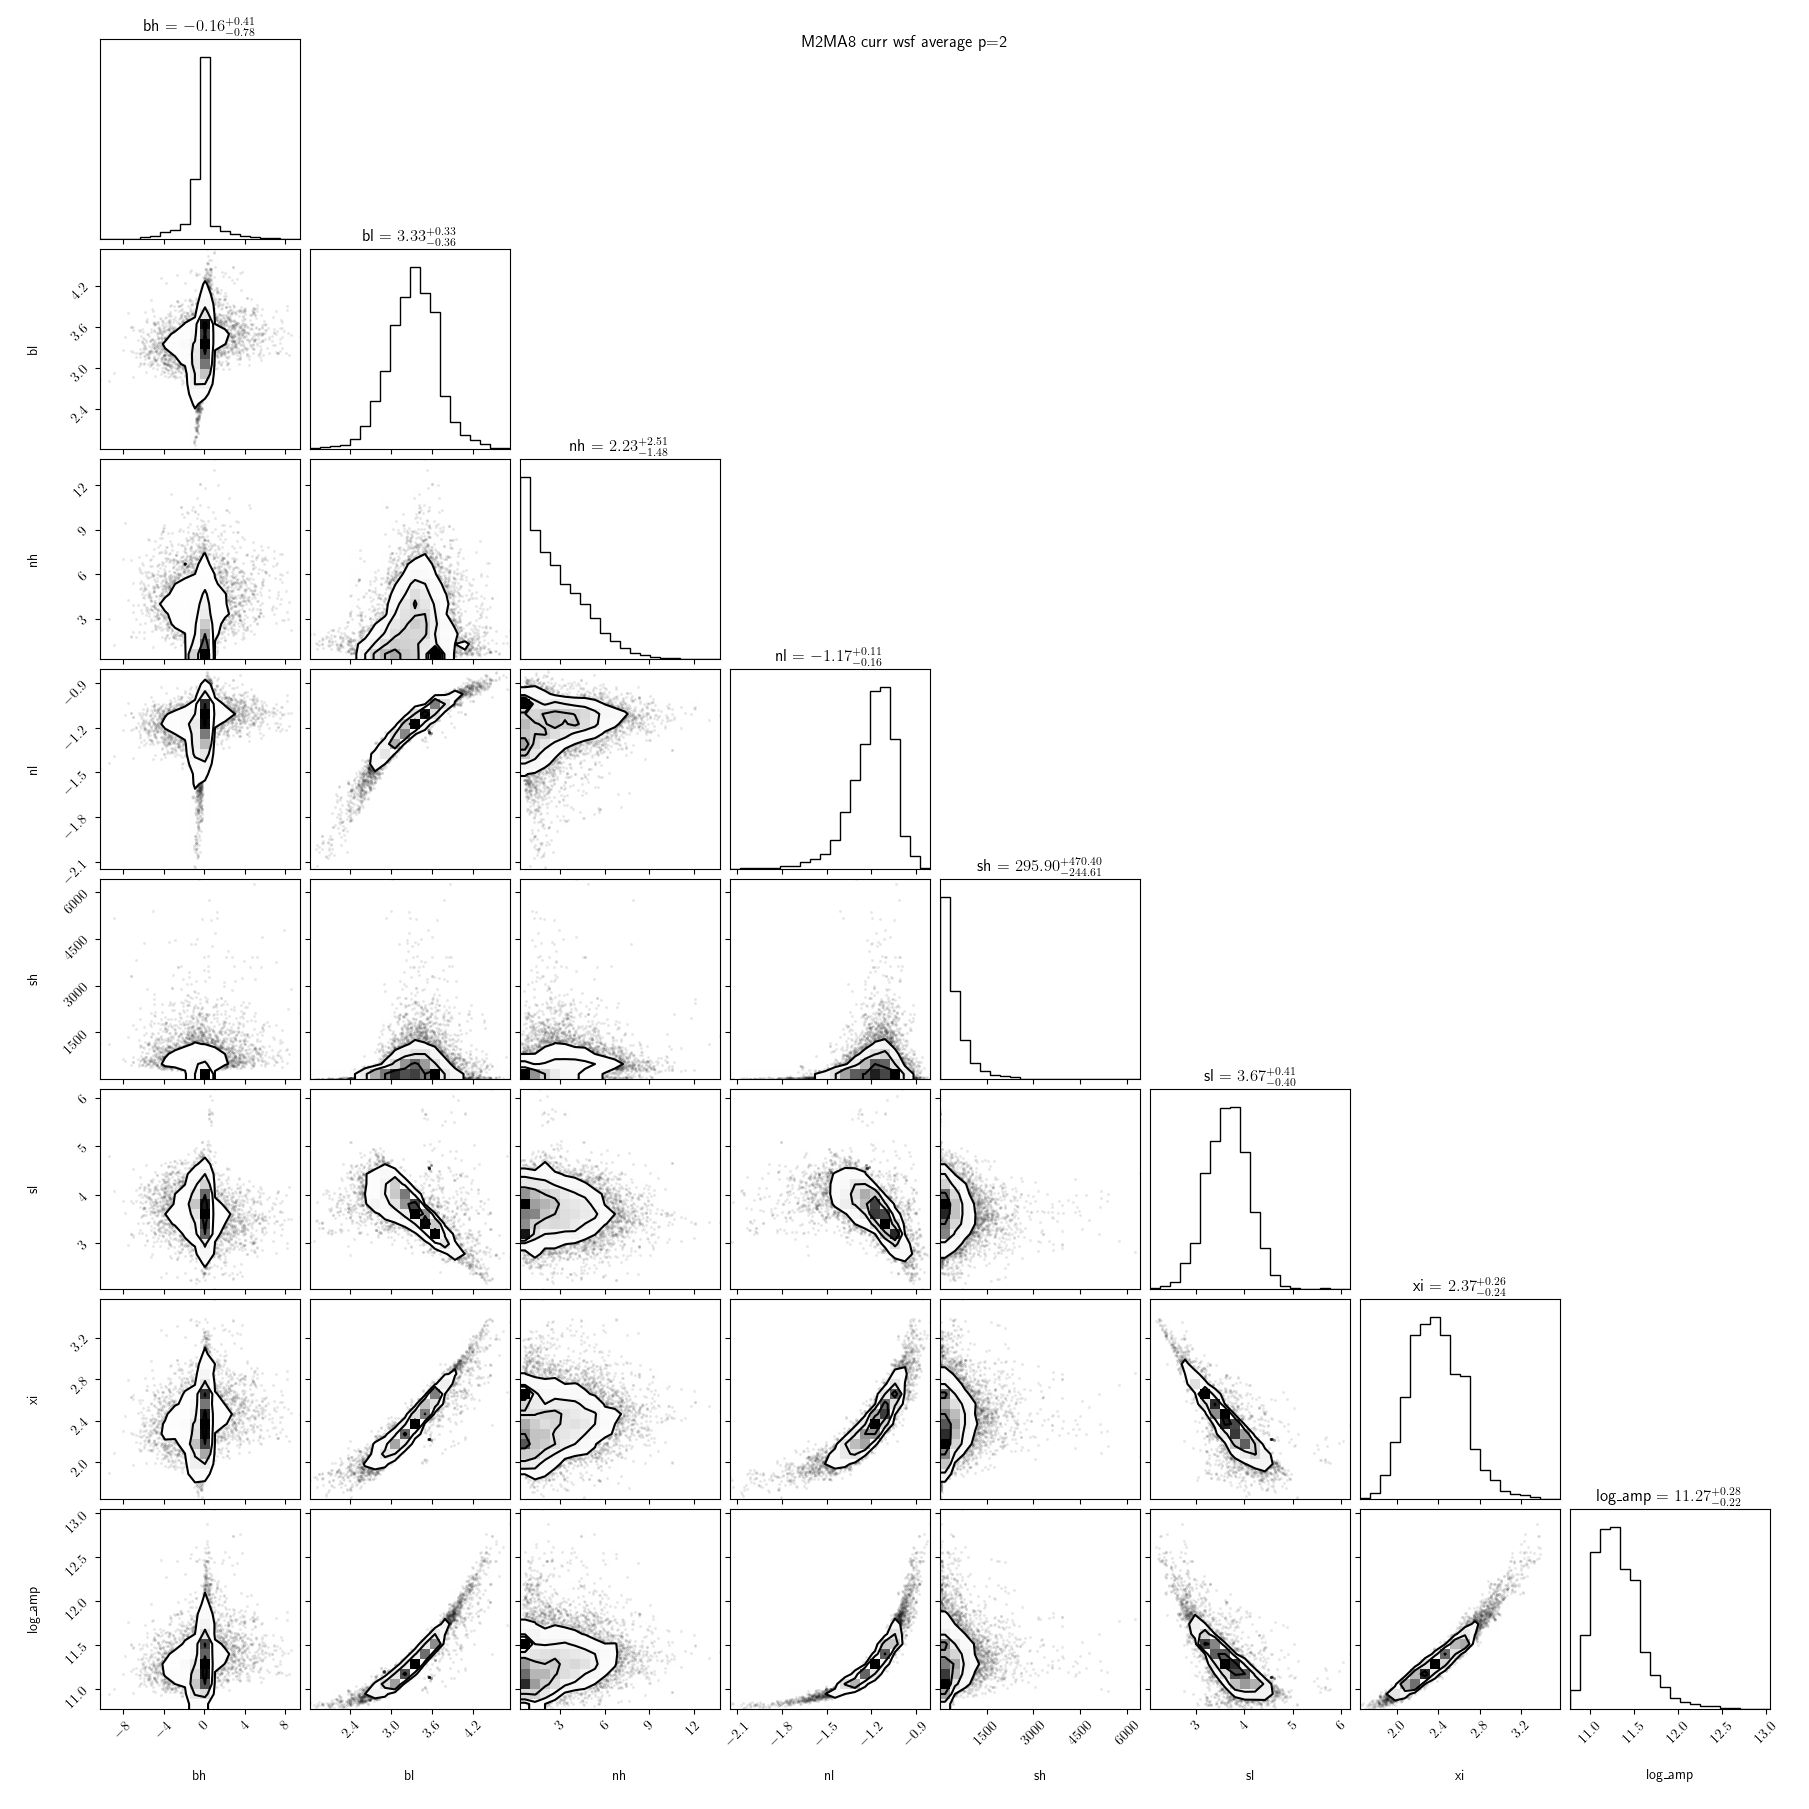 bh = −0.16+0.41−0.78
M2MA8 curr wsf average p=2
bl = 3.33+0.33−0.36
4.2
3.6
3.0
2.4
bl
nh = 2.23+2.51−1.48
12
9
6
3
nh
nl = −1.17+0.11−0.16
−0.9
−1.2
−1.5
−1.8
−2.1
nl
sh = 295.90+470.40−244.61
6000
4500
3000
1500
sh
sl = 3.67+0.41−0.40
6
5
4
3
sl
xi = 2.37+0.26−0.24
3.2
2.8
2.4
2.0
xi
log_amp = 11.27+0.28−0.22
13.0
12.5
12.0
11.5
11.0
log_amp
−8 −4 0 4 8 2.4 3.0 3.6 4.2 3 6 9 12 −2.1 −1.8 −1.5 −1.2 −0.9 1500 3000 4500 6000 3 4 5 6 2.0 2.4 2.8 3.2 11.0 11.5 12.0 12.5 13.0
bh bl nh nl sh sl xi log_amp